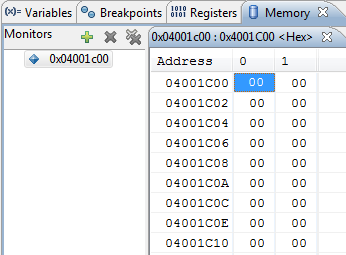 (x)= Variables Breakpoints 1010 0101 Registers Memory
Monitors
0x04001c00
0x04001c00 : 0x4001C00 <Hex>
Address 0 1
04001C00 00 00
04001C02 00 00
04001C04 00 00
04001C06 00 00
04001C08 00 00
04001C0A 00 00
04001C0C 00 00
04001C0E 00 00
04001C10 00 00